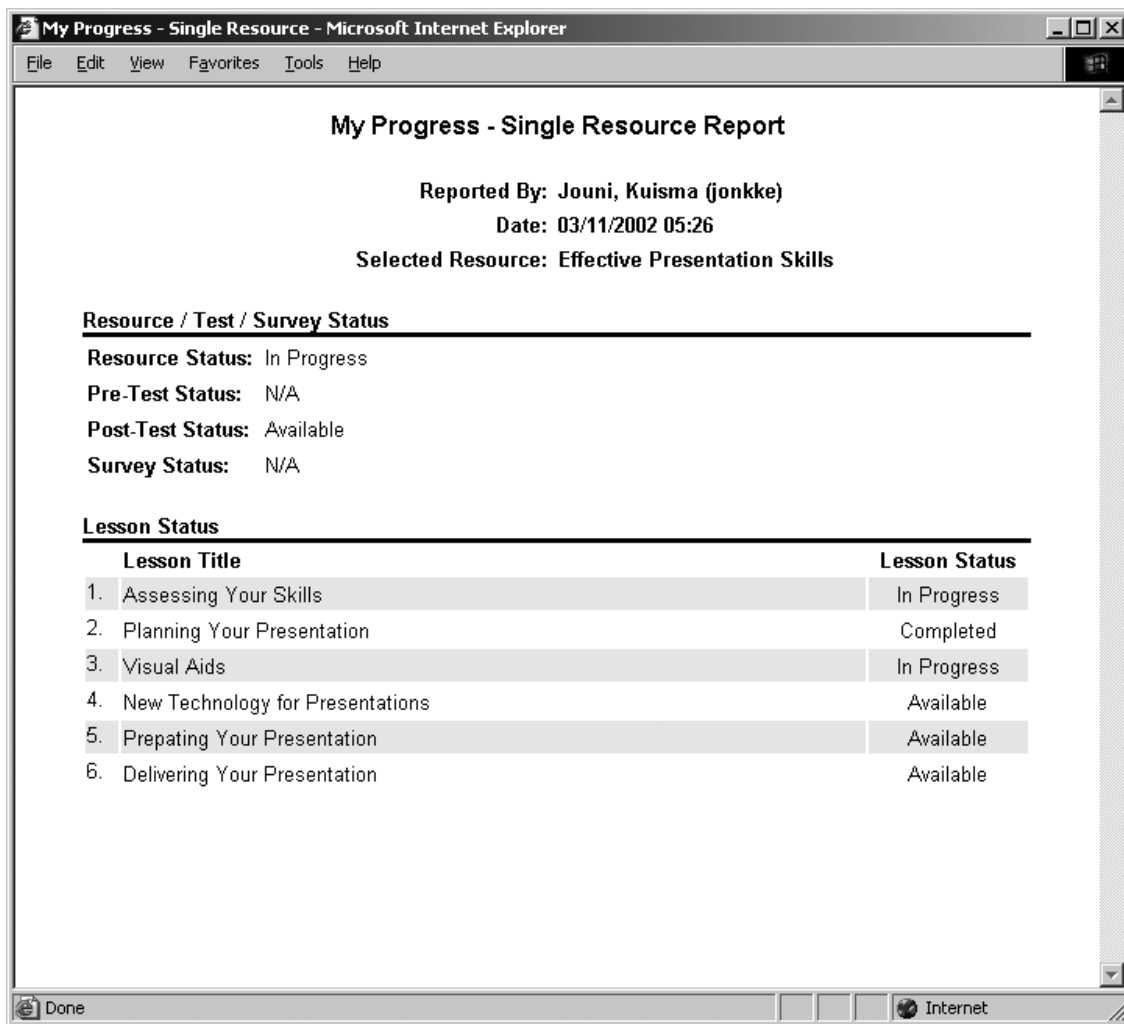 My Progress - Single Resource - Microsoft Internet Explorer
File Edit View Favorites Tools Help
My Progress - Single Resource Report
Reported By: Jouni, Kuisma (jonkke)
Date: 03/11/2002 05:26
Selected Resource: Effective Presentation Skills
Resource / Test / Survey Status
Resource Status: In Progress
Pre-Test Status: N/A
Post-Test Status: Available
Survey Status: N/A
Lesson Status
Lesson Title Lesson Status
1. Assessing Your Skills In Progress
2. Planning Your Presentation Completed
3. Visual Aids In Progress
4. New Technology for Presentations Available
5. Prepating Your Presentation Available
6. Delivering Your Presentation Available
Done Internet